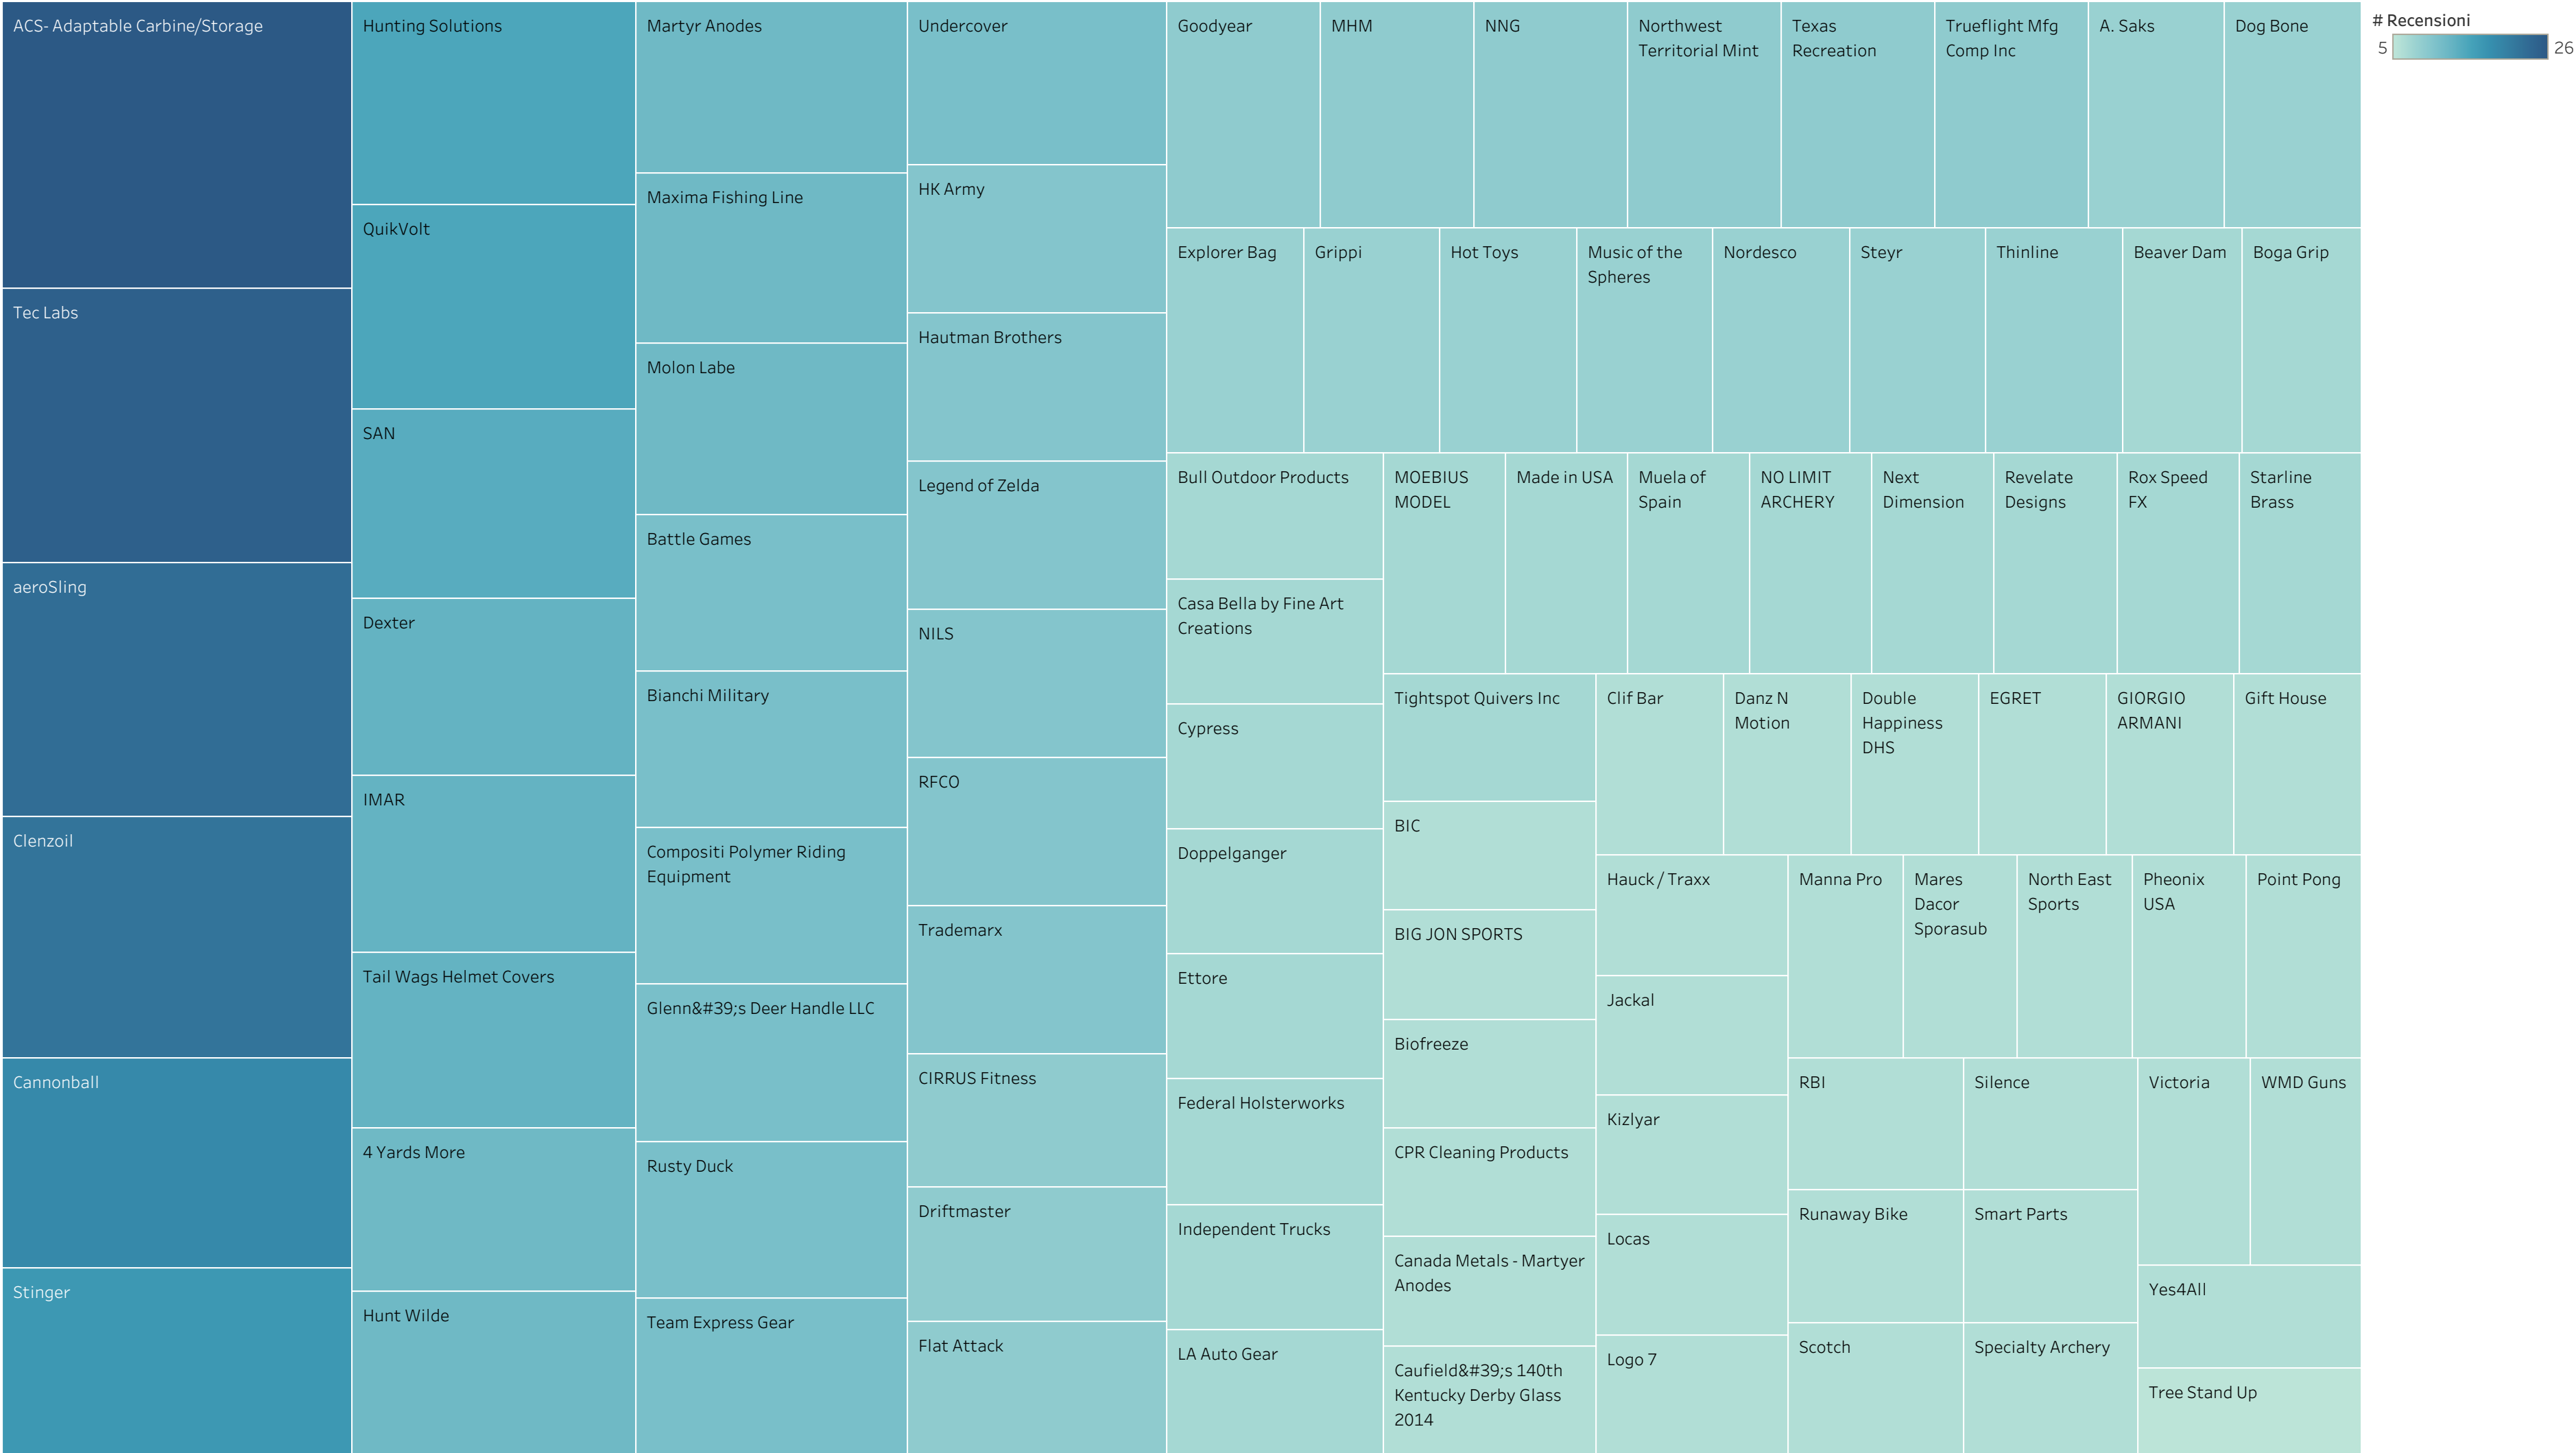 ACS- Adaptable Carbine/Storage
Tec Labs
aeroSling
Clenzoil
Cannonball
Stinger
Hunting Solutions
QuikVolt
SAN
Dexter
IMAR
Tail Wags Helmet Covers
4 Yards More
Hunt Wilde
Martyr Anodes
Maxima Fishing Line
Molon Labe
Battle Games
Bianchi Military
Compositi Polymer Riding
Equipment
Glenn&#39;s Deer Handle LLC
Rusty Duck
Team Express Gear
Undercover
HK Army
Hautman Brothers
Legend of Zelda
NILS
RFCO
Trademarx
CIRRUS Fitness
Driftmaster
Flat Attack
Goodyear
MHM
NNG
Northwest
Territorial Mint
Texas
Recreation
Trueflight Mfg
Comp Inc
A. Saks
Dog Bone
Explorer Bag
Grippi
Hot Toys
Music of the
Spheres
Nordesco
Steyr
Thinline
Beaver Dam
Boga Grip
Bull Outdoor Products
Casa Bella by Fine Art
Creations
Cypress
Doppelganger
Ettore
Federal Holsterworks
Independent Trucks
LA Auto Gear
MOEBIUS
MODEL
Made in USA
Muela of
Spain
NO LIMIT
ARCHERY
Next
Dimension
Revelate
Designs
Rox Speed
FX
Starline
Brass
Tightspot Quivers Inc
BIC
BIG JON SPORTS
Biofreeze
CPR Cleaning Products
Canada Metals - Martyer
Anodes
Caufield&#39;s 140th
Kentucky Derby Glass
2014
Clif Bar
Danz N
Motion
Double
Happiness
DHS
EGRET
GIORGIO
ARMANI
Gift House
Hauck / Traxx
Jackal
Kizlyar
Locas
Logo 7
Manna Pro
Mares
Dacor
Sporasub
North East
Sports
Pheonix
USA
Point Pong
RBI
Runaway Bike
Scotch
Silence
Smart Parts
Specialty Archery
Victoria
WMD Guns
Yes4All
Tree Stand Up
# Recensioni
5
26